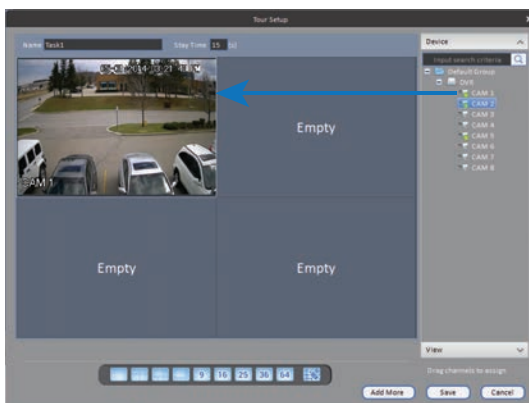 Tour Setup
Name Task1 Stay Time 15 (s)
Device
Input search criteria
Default Group
DVR
CAM 1
CAM 2
CAM 3
CAM 4
CAM 5
CAM 6
CAM 7
CAM 8
CAM 1
Empty
Empty
Empty
View
Drag channels to assign
9 16 25 36 64
Add More Save Cancel